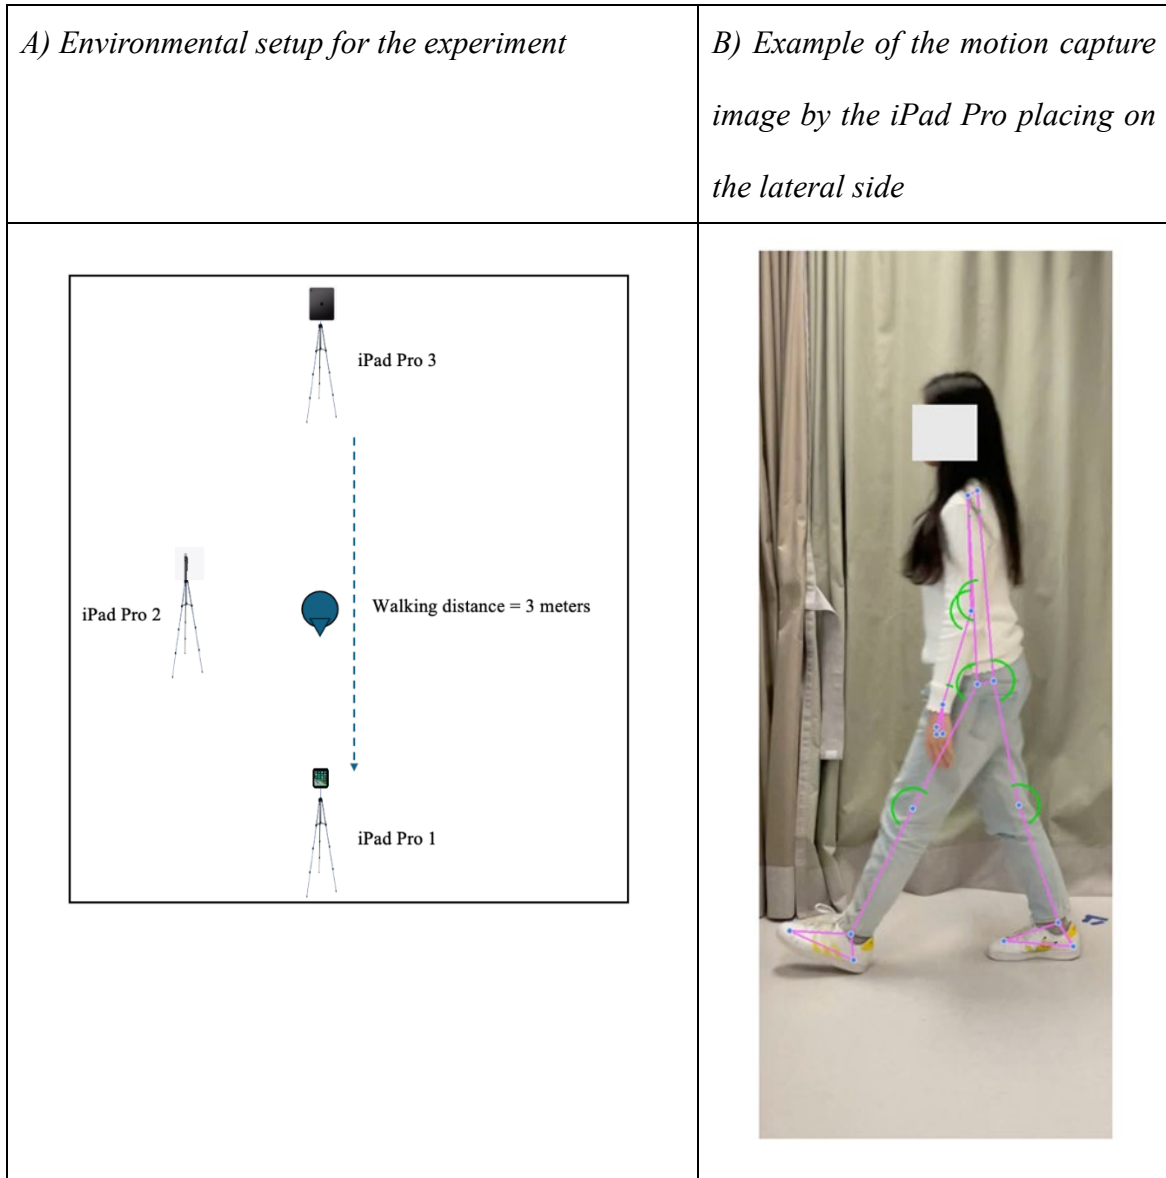 A) Environmental setup for the experiment
B) Example of the motion capture
image by the iPad Pro placing on
the lateral side
iPad Pro 3
iPad Pro 2
Walking distance = 3 meters
iPad Pro 1